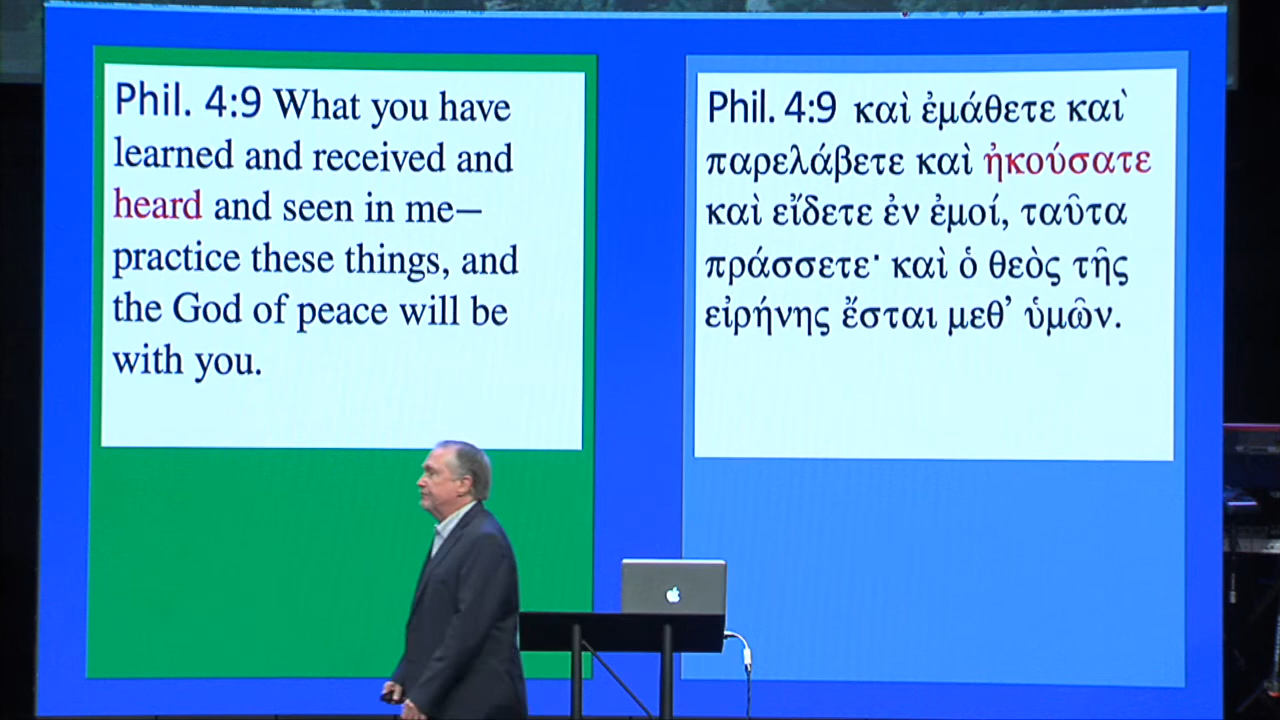 Phil. 4:9 What you have
learned and received and
heard and seen in me—
practice these things, and
the God of peace will be
with you.
Phil. 4:9 καὶ ἐμάθετε καὶ
παρελάβετε καὶ ἠκούσατε
καὶ εἴδετε ἐν ἐμοί, ταῦτα
πράσσετε· καὶ ὁ θεὸς τῆς
εἰρήνης ἔσται μεθ’ ὑμῶν.